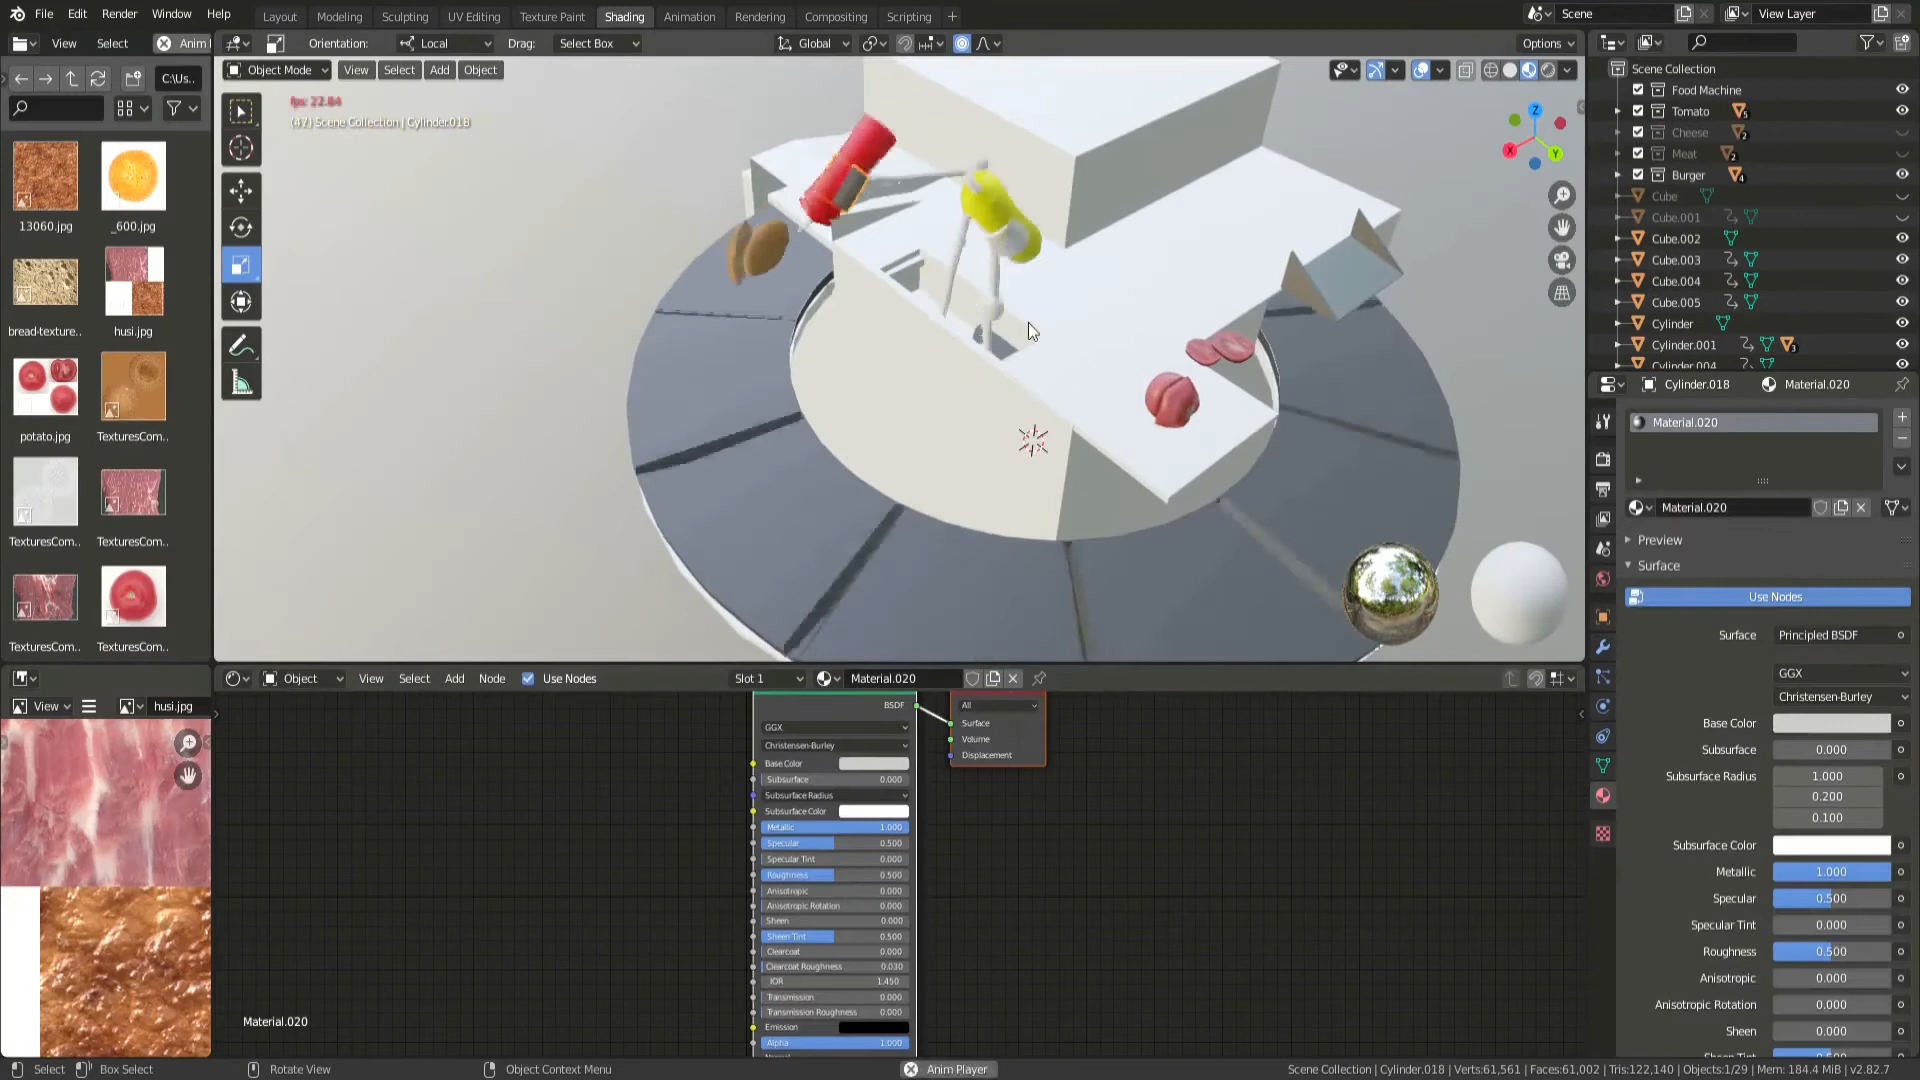 File Edit Render Window Help
Layout Modeling Sculpting UV Editing Texture Paint Shading Animation Rendering Compositing Scripting +
Scene View Layer
View Select Anim
Orientation: Local Drag: Select Box Global Options
Object Mode View Select Add Object
C:\Us..
fps: 22.84
(47) Scene Collection | Cylinder.018
13060.jpg _600.jpg
bread-texture.. husi.jpg
potato.jpg TexturesCom..
TexturesCom.. TexturesCom..
TexturesCom.. TexturesCom..
X Y Z
Scene Collection
Food Machine
Tomato 5
Cheese 2
Meat 2
Burger 4
Cube
Cube.001
Cube.002
Cube.003
Cube.004
Cube.005
Cylinder
Cylinder.001 3
Cylinder.004
Cylinder.018 Material.020
Material.020
Material.020
Preview
Surface
Use Nodes
Surface Principled BSDF
GGX
Christensen-Burley
Base Color
Subsurface 0.000
Subsurface Radius 1.000
0.200
0.100
Subsurface Color
Metallic 1.000
Specular 0.500
Specular Tint 0.000
Roughness 0.500
Anisotropic 0.000
Anisotropic Rotation 0.000
Sheen 0.000
Sheen Tint 0.500
Object View Select Add Node Use Nodes Slot 1 Material.020
View husi.jpg
BSDF
GGX
Christensen-Burley
Base Color
Subsurface 0.000
Subsurface Radius
Subsurface Color
Metallic 1.000
Specular 0.500
Specular Tint 0.000
Roughness 0.500
Anisotropic 0.000
Anisotropic Rotation 0.000
Sheen 0.000
Sheen Tint 0.500
Clearcoat 0.000
Clearcoat Roughness 0.030
IOR 1.450
Transmission 0.000
Transmission Roughness 0.000
Emission
Alpha 1.000
All
Surface
Volume
Displacement
Material.020
Select Box Select Rotate View Object Context Menu Anim Player Scene Collection | Cylinder.018 | Verts:61,561 | Faces:61,002 | Tris:122,140 | Objects:1/29 | Mem: 184.4 MiB | v2.82.7